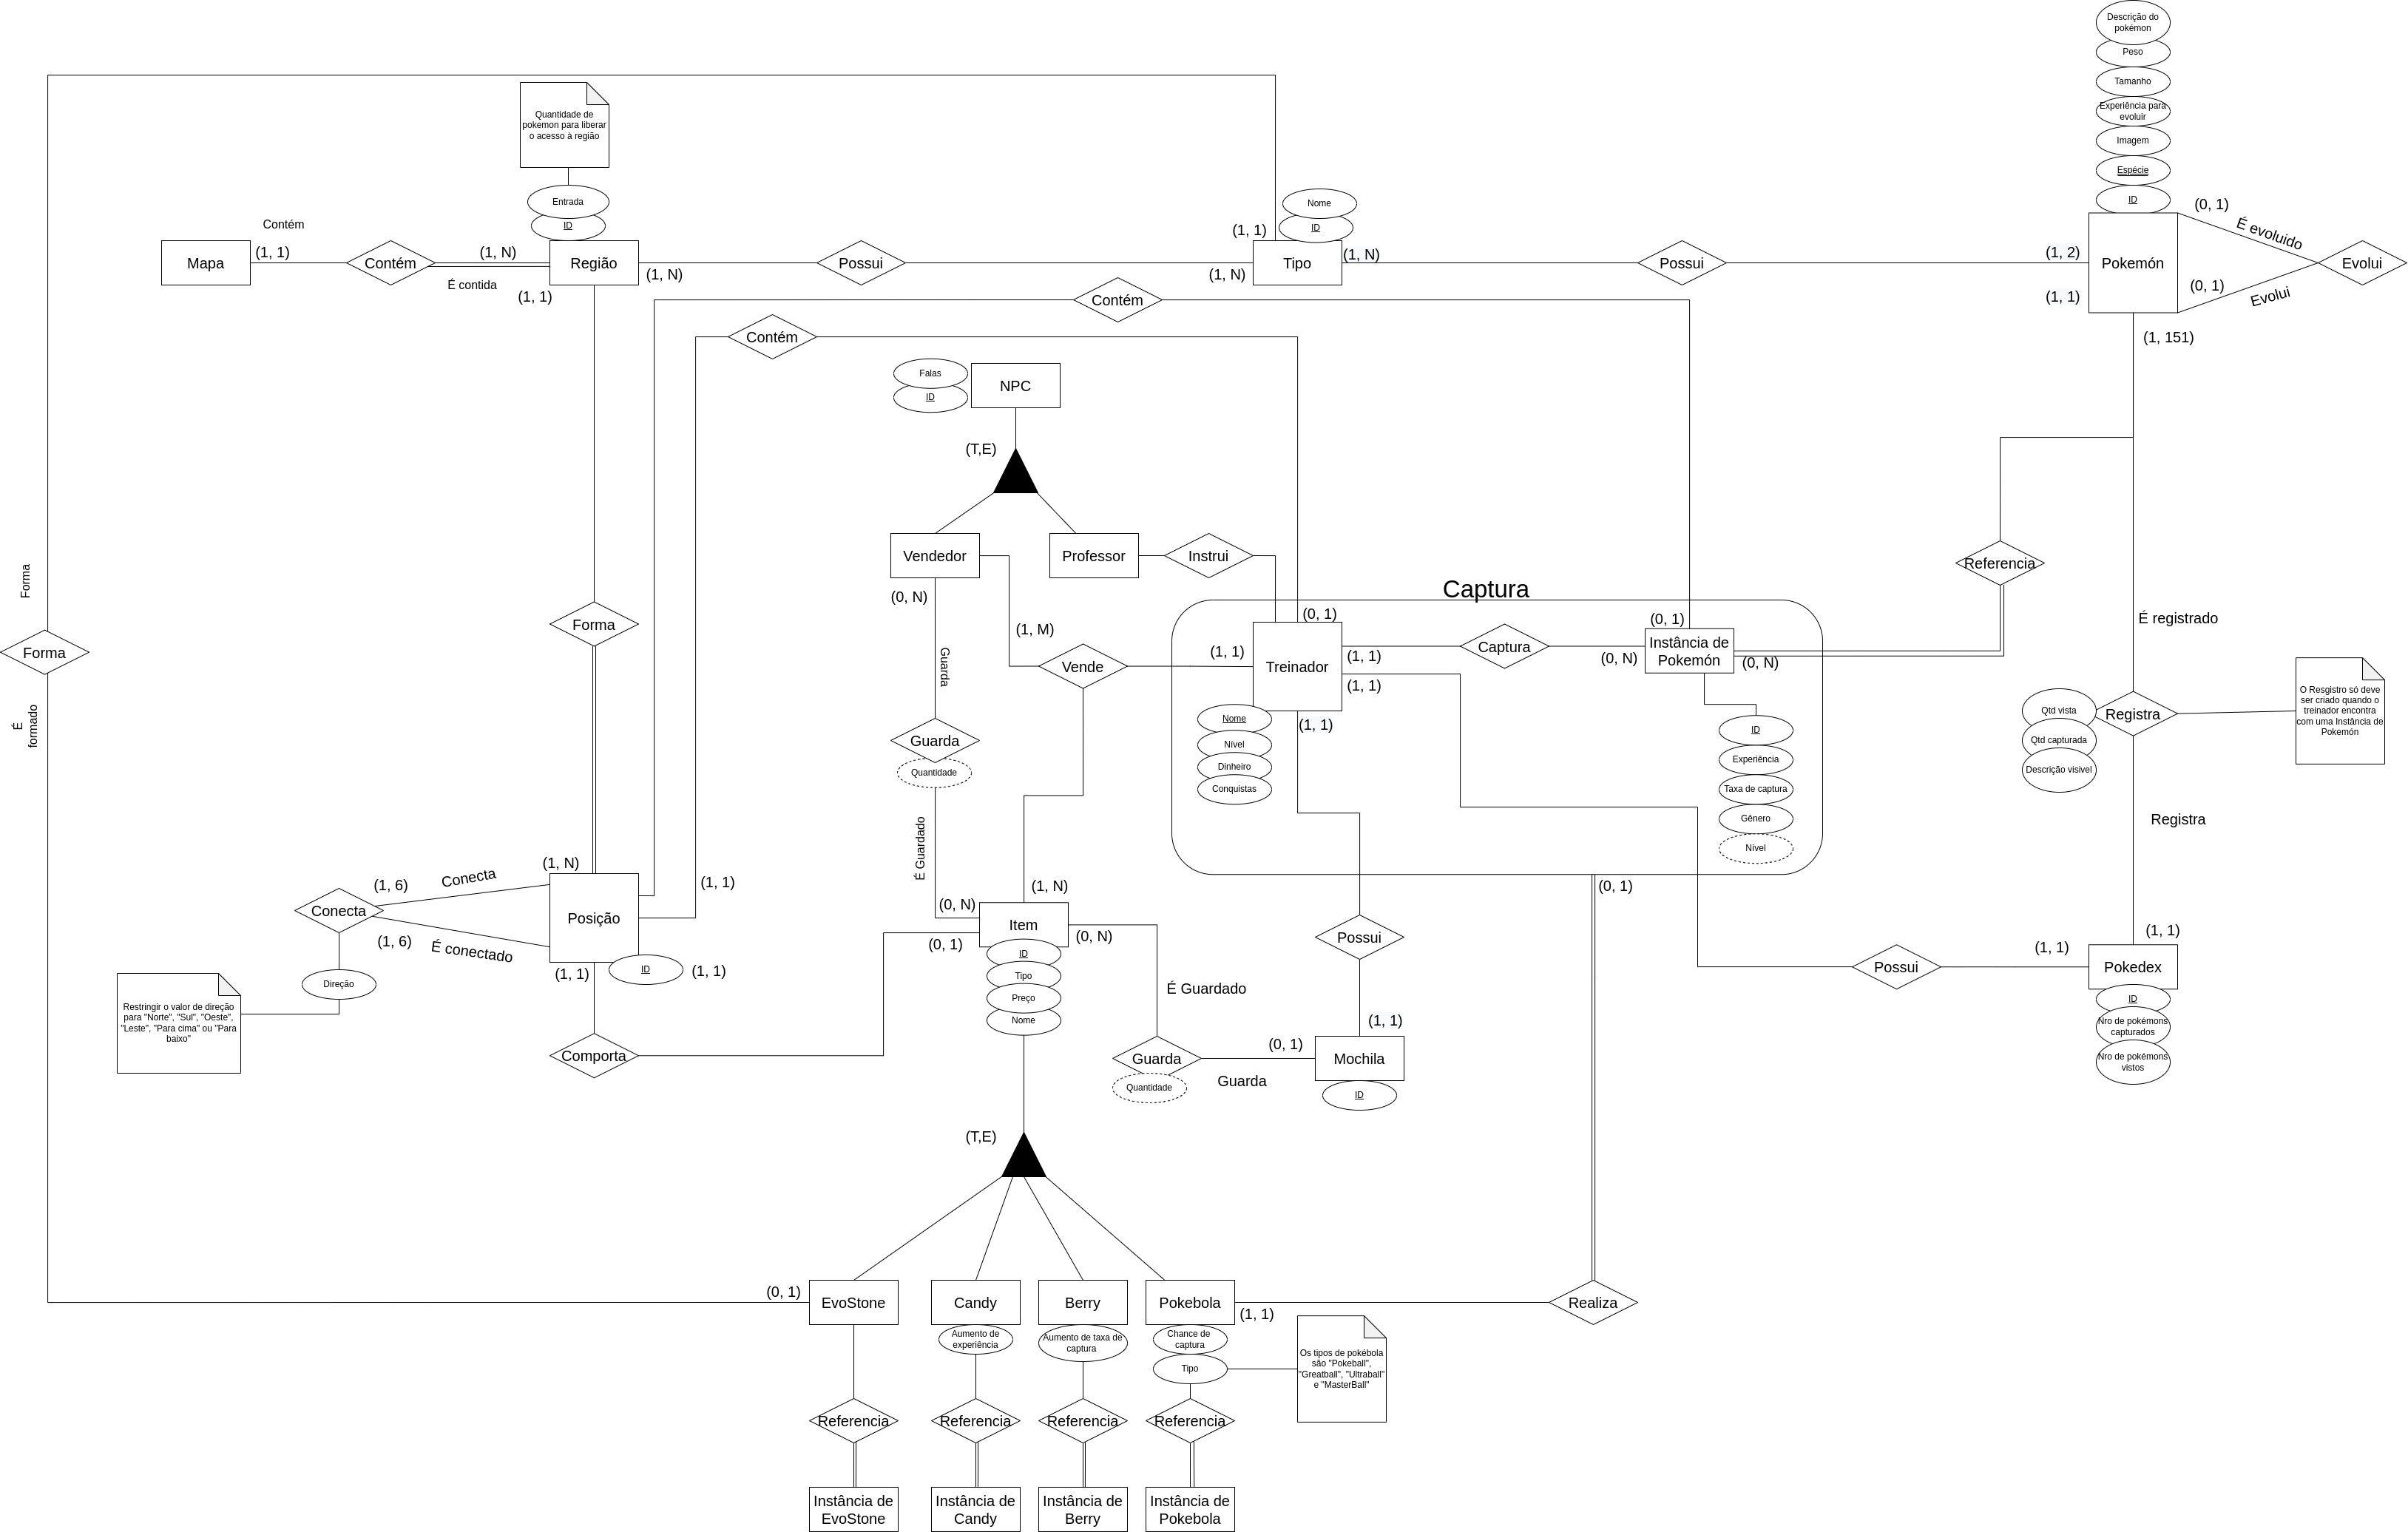 Descrição do
pokémon
Peso
Tamanho
Experiência para
evoluir
Imagem
Espécie
ID
Quantidade de
pokemon para liberar
o acesso à região
Entrada
ID
Nome
ID
Contém
Mapa
(1, 1)
Contém
(1, N)
É contida
Região
(1, N)
(1, 1)
Possui
(1, N)
(1, 1)
Tipo
(1, N)
Possui
(1, 2)
(1, 1)
Pokemón
(0, 1)
É evoluido
(0, 1)
Evolui
Evolui
(1, 151)
Contém
Contém
Falas
ID
NPC
(T,E)
Vendedor
Professor
Instrui
(0, N)
(1, M)
Guarda
Vende
Guarda
Quantidade
É Guardado
(0, N)
Forma
É
formado
Forma
Forma
Captura
(0, 1)
(1, 1)
Treinador
(1, 1)
(1, 1)
(1, 1)
Nome
Nível
Dinheiro
Conquistas
Captura
(0, 1)
(0, N)
Instância de
Pokemón
(0, N)
ID
Experiência
Taxa de captura
Gênero
Nível
Referencia
É registrado
Qtd vista
Qtd capturada
Descrição visivel
Registra
O Resgistro só deve
ser criado quando o
treinador encontra
com uma Instância de
Pokemón
Registra
(1, 1)
(1, 1)
Pokedex
ID
Nro de pokémons
capturados
Nro de pokémons
vistos
Possui
(1, N)
(1, 6)
Conecta
Conecta
(1, 6)
É conectado
Direção
Restringir o valor de direção
para "Norte", "Sul", "Oeste",
"Leste", "Para cima" ou "Para
baixo"
Posição
(1, 1)
ID
(1, 1)
(1, 1)
Comporta
(1, N)
(0, 1)
Item
(0, N)
ID
Tipo
Preço
Nome
É Guardado
Guarda
Quantidade
(0, 1)
Guarda
Possui
(1, 1)
Mochila
ID
(0, 1)
(T,E)
(0, 1)
EvoStone
Candy
Berry
Pokebola
(1, 1)
Realiza
Aumento de
experiência
Aumento de taxa de
captura
Chance de
captura
Tipo
Os tipos de pokébola
são "Pokeball",
"Greatball", "Ultraball"
e "MasterBall"
Referencia
Referencia
Referencia
Referencia
Instância de
EvoStone
Instância de
Candy
Instância de
Berry
Instância de
Pokebola